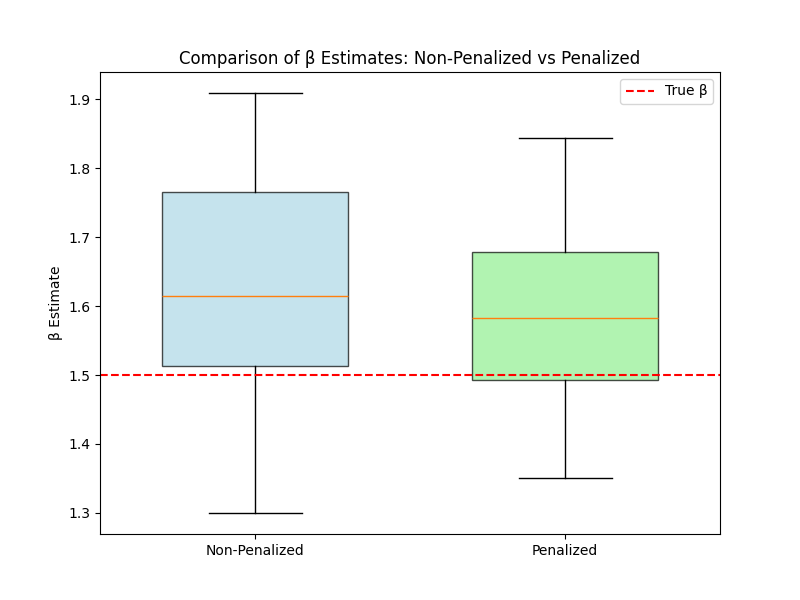 Comparison of β Estimates: Non-Penalized vs Penalized
True β
1.9
1.8
1.7
1.6
1.5
1.4
1.3
β Estimate
Non-Penalized
Penalized